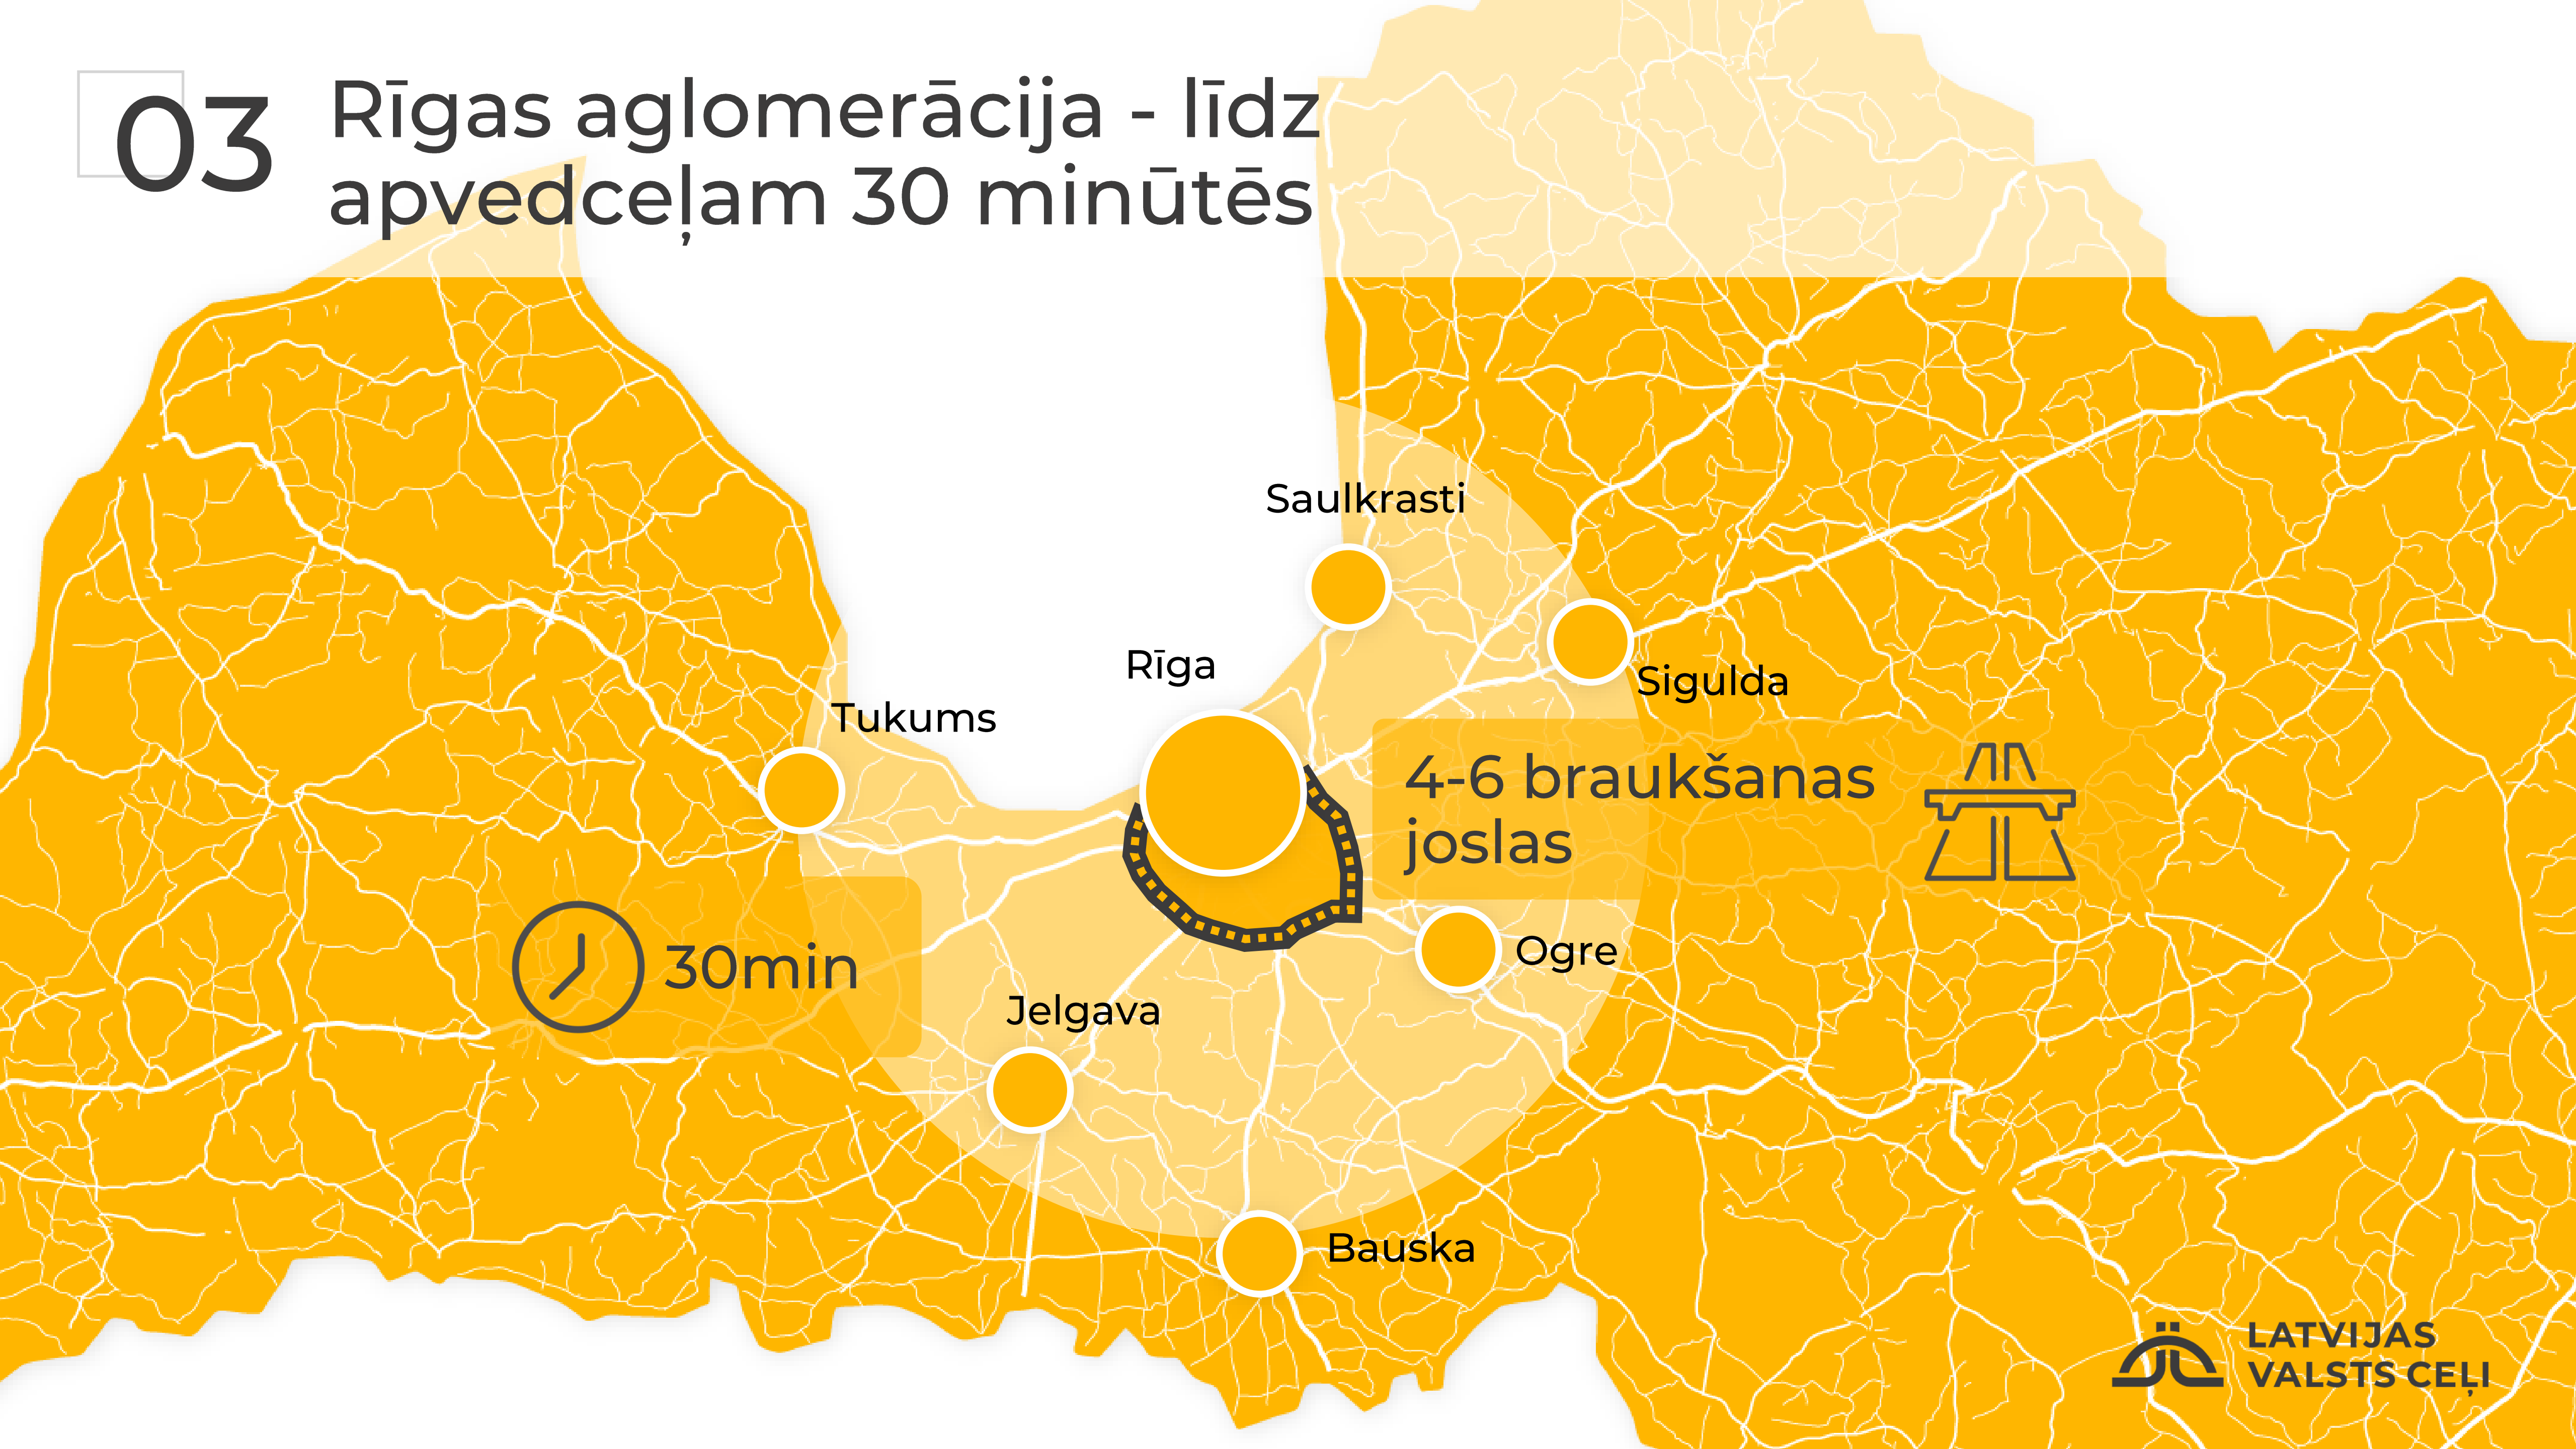 03
Rīgas aglomerācija - līdz
apvedceļam 30 minūtēs
Saulkrasti
Rīga
Sigulda
Tukums
4-6 braukšanas
joslas
30min
Ogre
Jelgava
Bauska
LATVIJAS
VALSTS CEĻI